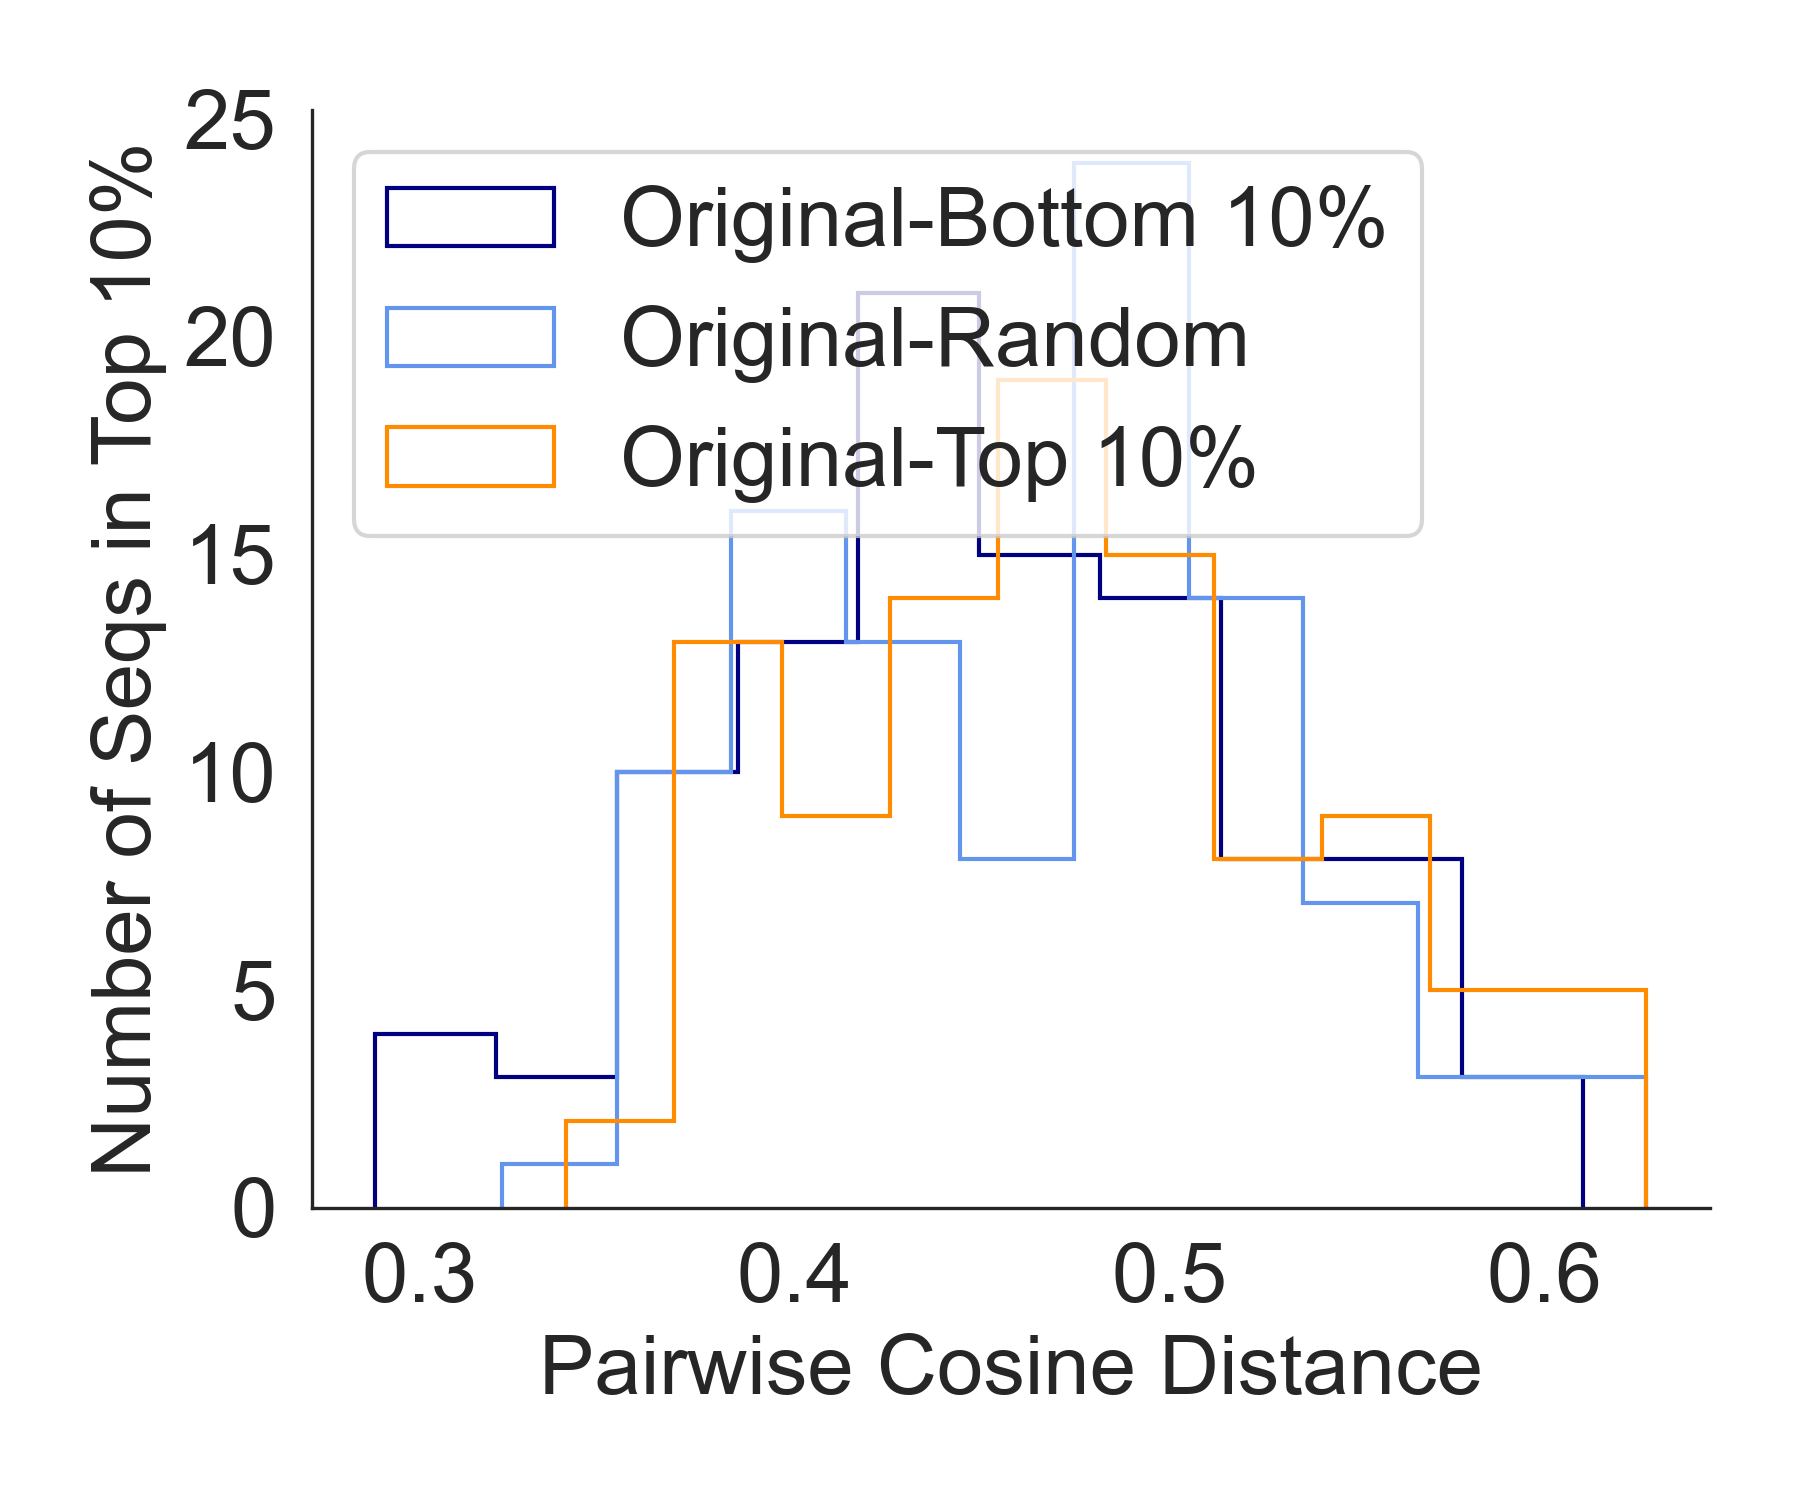 Number of Seqs in Top 10%
25
20
15
10
5
0
Original-Bottom 10%
Original-Random
Original-Top 10%
0.3 0.4 0.5 0.6
Pairwise Cosine Distance